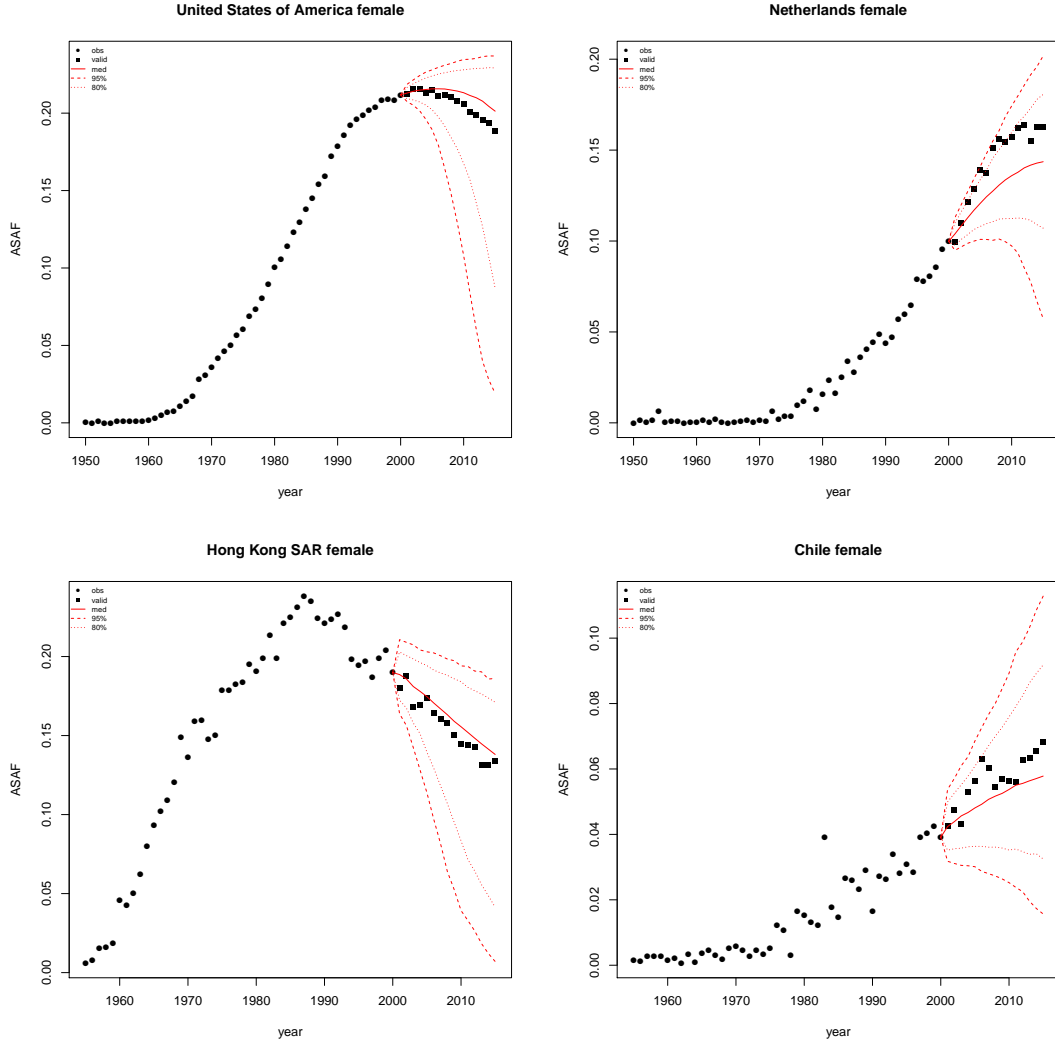 United States of America female
obs
valid
med
95%
80%
ASAF
0.00
0.05
0.10
0.15
0.20
1950 1960 1970 1980 1990 2000 2010
year
Netherlands female
obs
valid
med
95%
80%
ASAF
0.00
0.05
0.10
0.15
0.20
1950 1960 1970 1980 1990 2000 2010
year
Hong Kong SAR female
obs
valid
med
95%
80%
ASAF
0.00
0.05
0.10
0.15
0.20
1960 1970 1980 1990 2000 2010
year
Chile female
obs
valid
med
95%
80%
ASAF
0.00
0.02
0.04
0.06
0.08
0.10
1960 1970 1980 1990 2000 2010
year